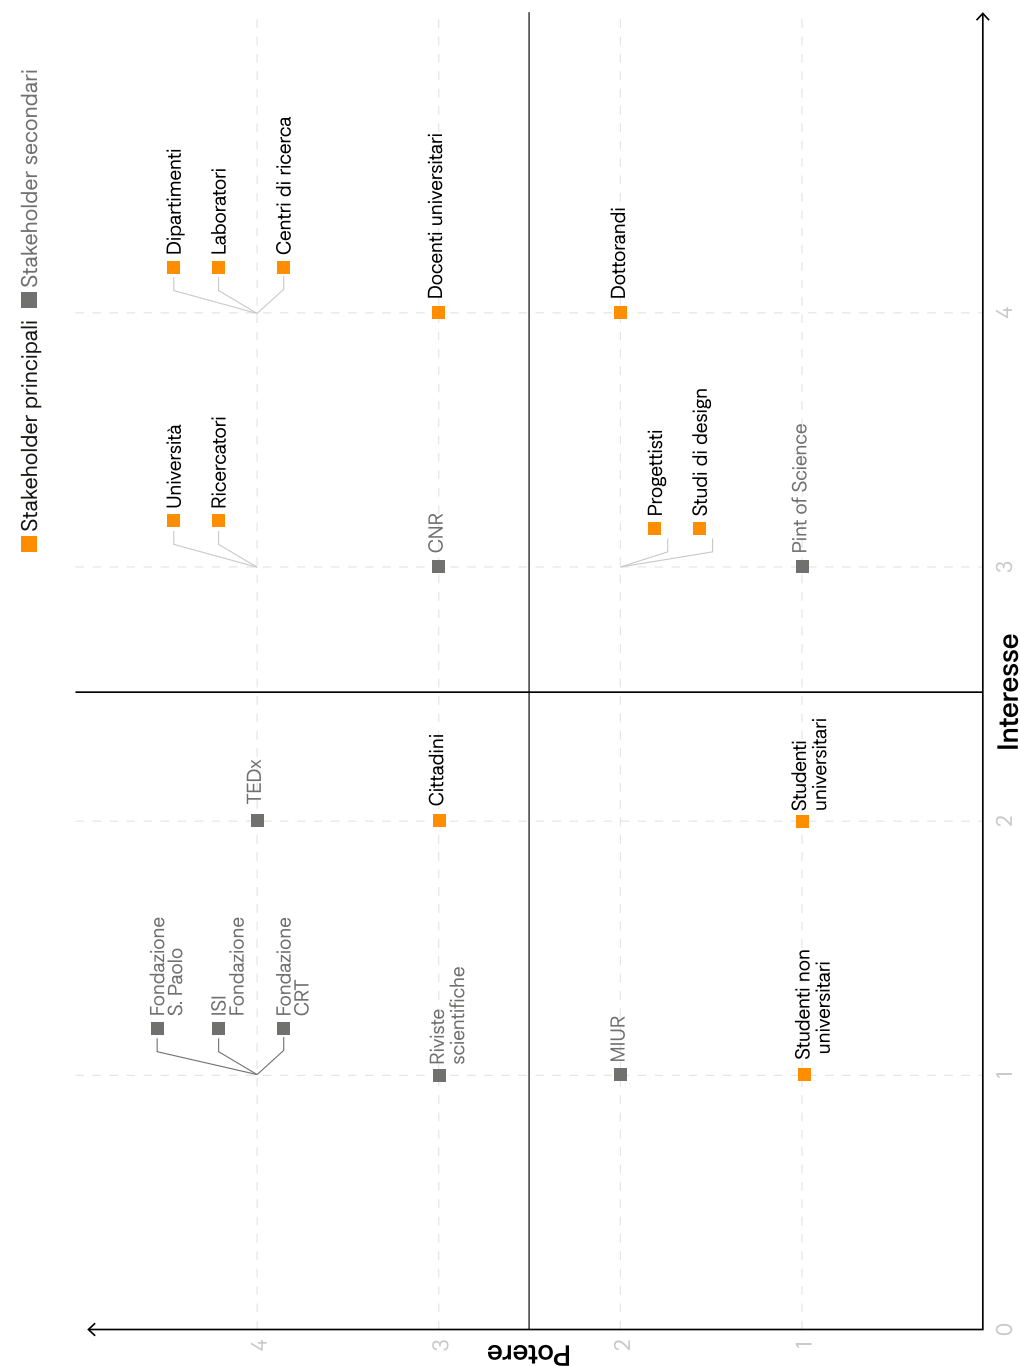 Stakeholder principali
Stakeholder secondari
Potere
4
3
2
1
0
1
2
3
4
Interesse
Fondazione
S. Paolo
ISI
Fondazione
Fondazione
CRT
TEDx
Università
Ricercatori
Dipartimenti
Laboratori
Centri di ricerca
Riviste
scientifiche
Cittadini
CNR
Docenti universitari
MIUR
Progettisti
Studi di design
Dottorandi
Studenti non
universitari
Studenti
universitari
Pint of Science